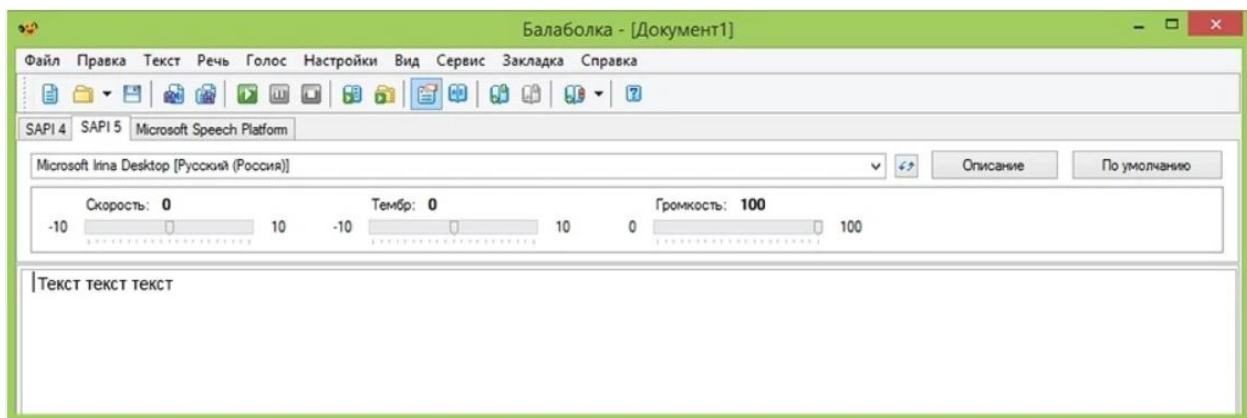 Балаболка - [Документ1]
Файл Правка Текст Речь Голос Настройки Вид Сервис Закладка Справка
SAPI 4 SAPI 5 Microsoft Speech Platform
Microsoft Irina Desktop [Русский (Россия)] Описание По умолчанию
Скорость: 0 Тембр: 0 Громкость: 100
-10 10 -10 10 0 100
Текст текст текст